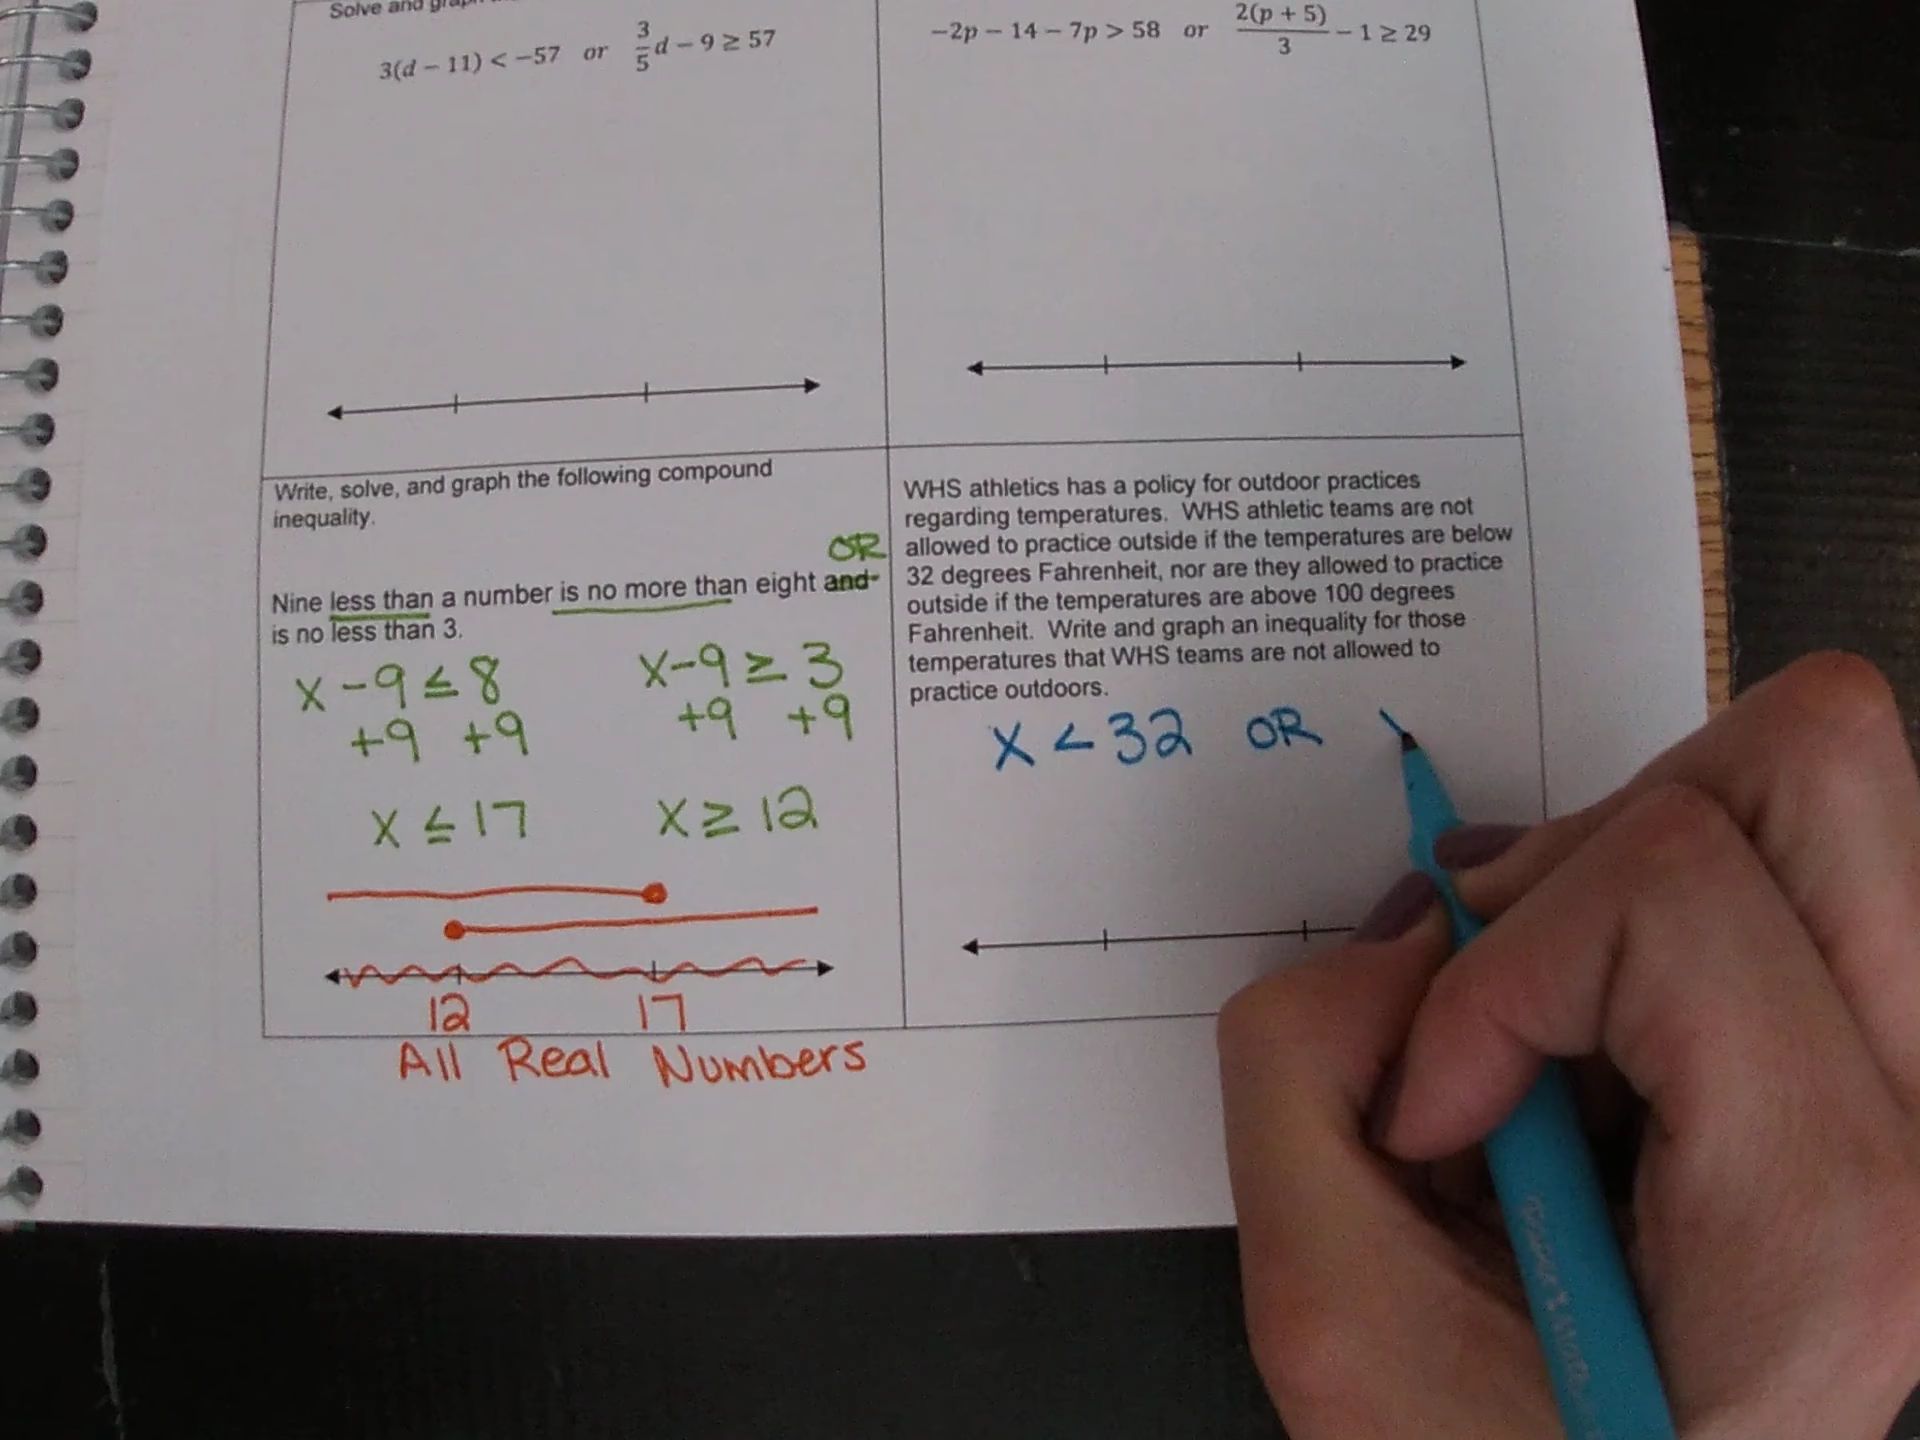 Solve and graph
3(d − 11) < −57 or 3/5 d − 9 ≥ 57
−2p − 14 − 7p > 58 or 2(p + 5)/3 − 1 ≥ 29
Write, solve, and graph the following compound
inequality.
OR
Nine less than a number is no more than eight and
is no less than 3.
x − 9 ≤ 8
+9 +9
x ≤ 17
x − 9 ≥ 3
+9 +9
x ≥ 12
12 17
All Real Numbers
WHS athletics has a policy for outdoor practices
regarding temperatures. WHS athletic teams are not
allowed to practice outside if the temperatures are below
32 degrees Fahrenheit, nor are they allowed to practice
outside if the temperatures are above 100 degrees
Fahrenheit. Write and graph an inequality for those
temperatures that WHS teams are not allowed to
practice outdoors.
x < 32 OR